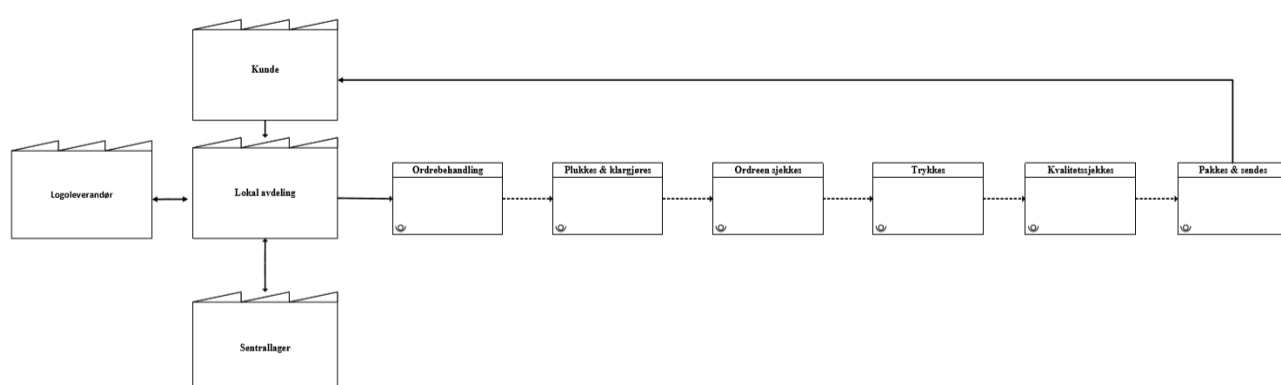 Kunde
Logoleverandør
Lokal avdeling
Ordrebehandling
Plukkes & klargjøres
Ordreen sjekkes
Trykkes
Kvalitetssjekkes
Pakkes & sendes
Sentrallager